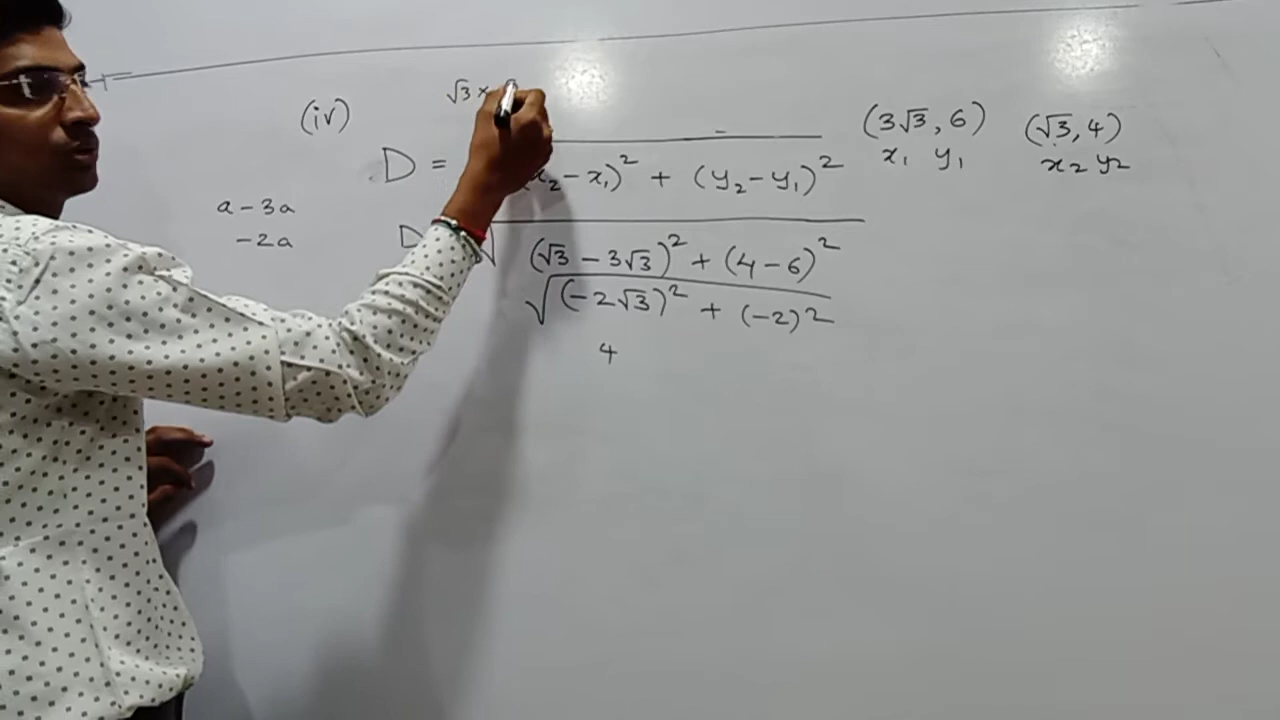 (iv)
√3 ×
D =
x₂ - x₁)² + (y₂ - y₁)²
(3√3, 6) (√3, 4)
x₁ y₁ x₂ y₂
a - 3a
- 2a
D √(√3 - 3√3)² + (4 - 6)²
√(-2√3)² + (-2)²
4